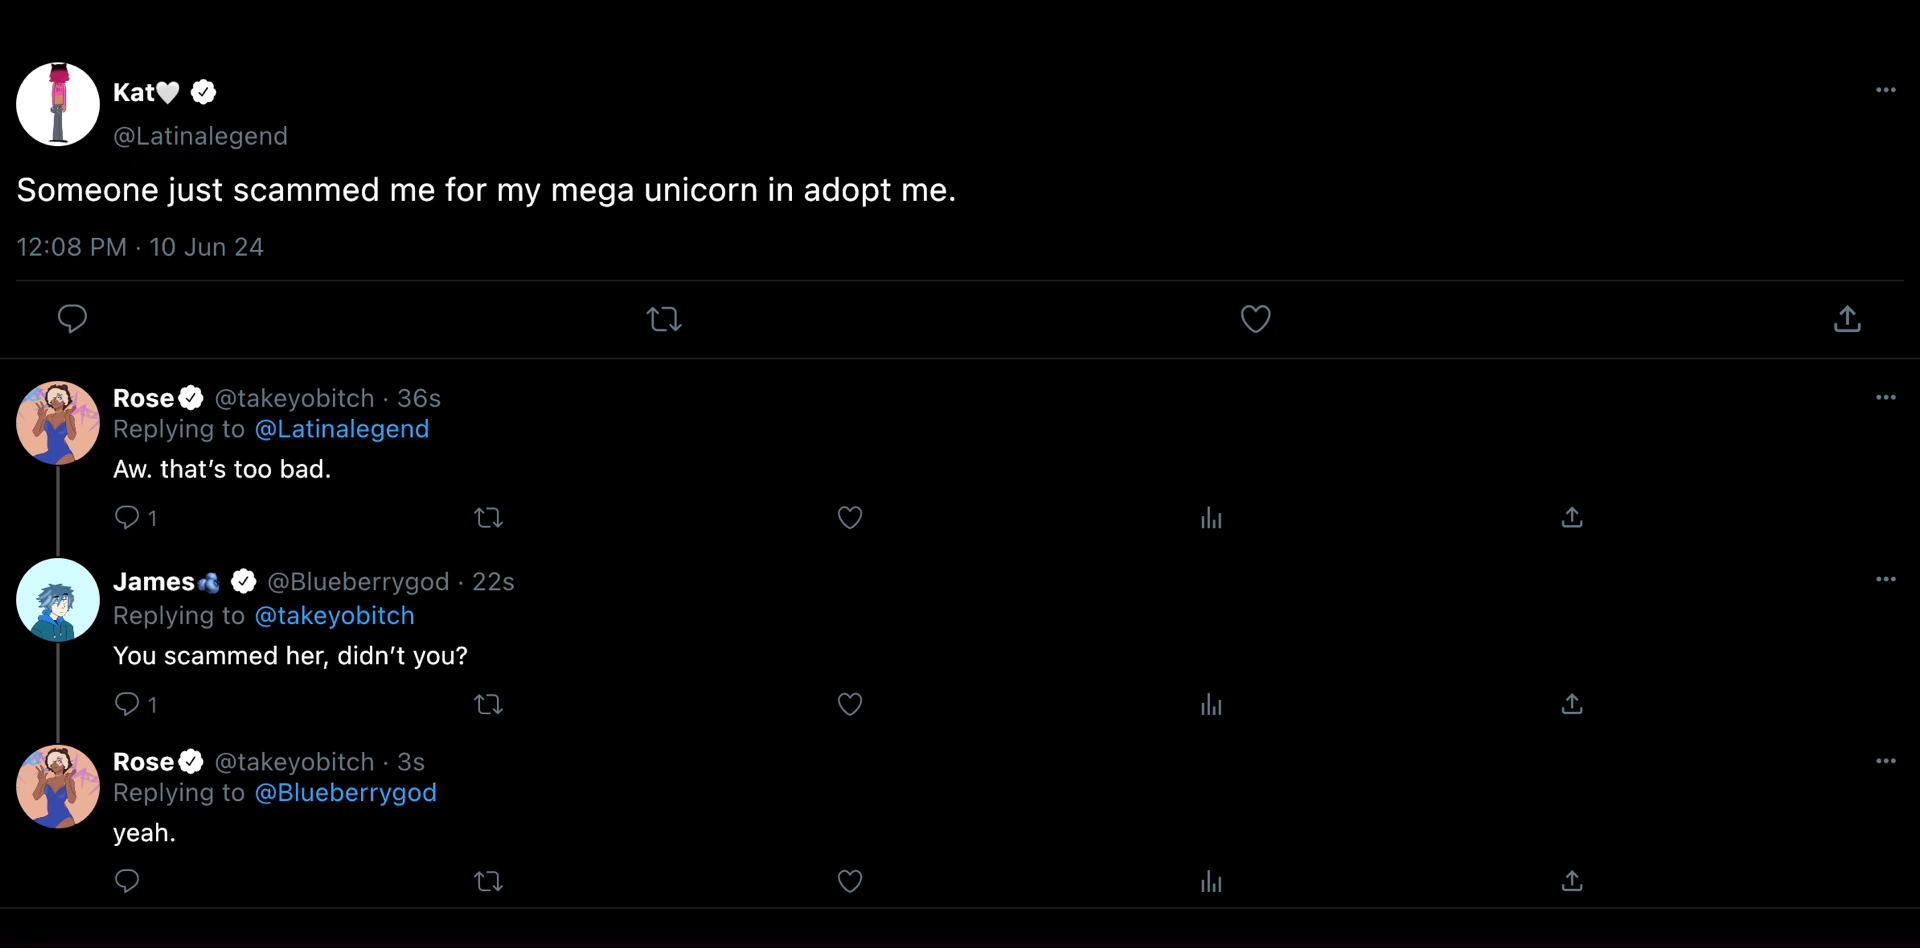 Kat🤍
@Latinalegend
Someone just scammed me for my mega unicorn in adopt me.
12:08 PM · 10 Jun 24
Rose @takeyobitch · 36s
Replying to @Latinalegend
Aw. that’s too bad.
1
James🫐 @Blueberrygod · 22s
Replying to @takeyobitch
You scammed her, didn’t you?
1
Rose @takeyobitch · 3s
Replying to @Blueberrygod
yeah.